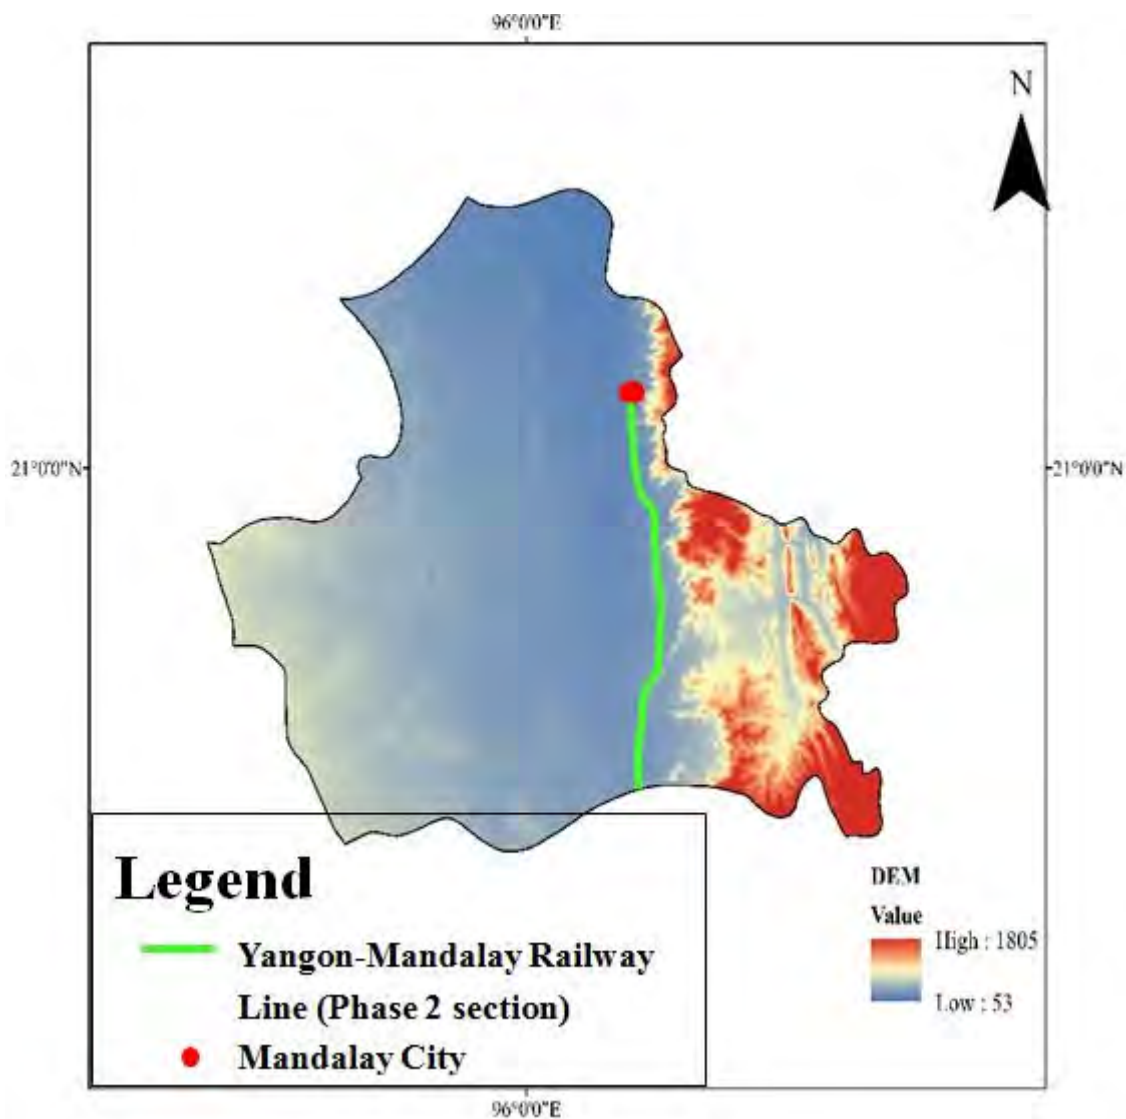 96°0'0"E
N
21°0'0"N
21°0'0"N
Legend
Yangon-Mandalay Railway
Line (Phase 2 section)
Mandalay City
DEM
Value
High : 1805
Low : 53
96°0'0"E